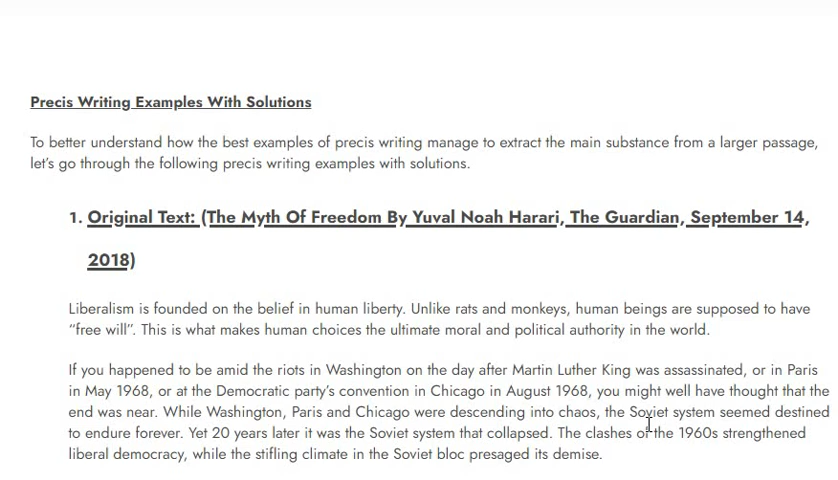 Precis Writing Examples With Solutions
To better understand how the best examples of precis writing manage to extract the main substance from a larger passage,
let's go through the following precis writing examples with solutions.
1. Original Text: (The Myth Of Freedom By Yuval Noah Harari, The Guardian, September 14,
2018)
Liberalism is founded on the belief in human liberty. Unlike rats and monkeys, human beings are supposed to have
"free will". This is what makes human choices the ultimate moral and political authority in the world.
If you happened to be amid the riots in Washington on the day after Martin Luther King was assassinated, or in Paris
in May 1968, or at the Democratic party's convention in Chicago in August 1968, you might well have thought that the
end was near. While Washington, Paris and Chicago were descending into chaos, the Soviet system seemed destined
to endure forever. Yet 20 years later it was the Soviet system that collapsed. The clashes of the 1960s strengthened
liberal democracy, while the stifling climate in the Soviet bloc presaged its demise.